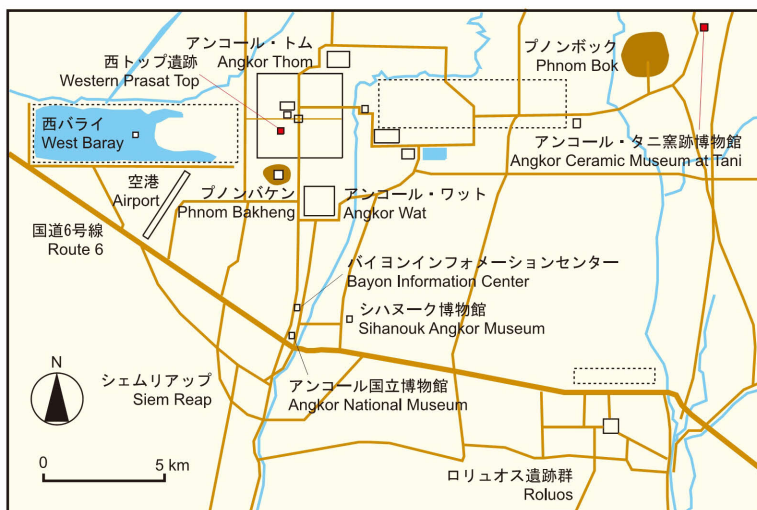 アンコール・トム
Angkor Thom
西トップ遺跡
Western Prasat Top
プノンボック
Phnom Bok
西バライ
West Baray
アンコール・タニ窯跡博物館
Angkor Ceramic Museum at Tani
空港
Airport
プノンバケン
Phnom Bakheng
アンコール・ワット
Angkor Wat
国道6号線
Route 6
バイヨンインフォメーションセンター
Bayon Information Center
シハヌーク博物館
Sihanouk Angkor Museum
N
シェムリアップ
Siem Reap
アンコール国立博物館
Angkor National Museum
0 5 km
ロリュオス遺跡群
Roluos